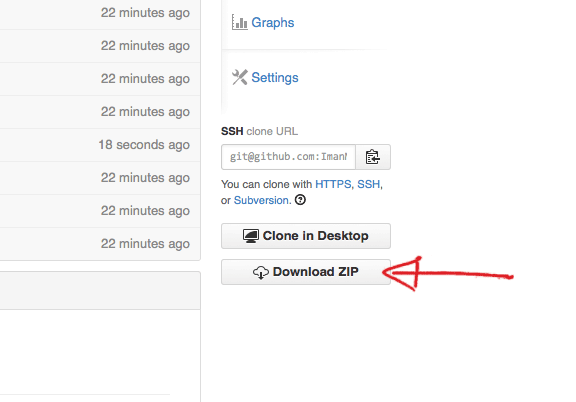 22 minutes ago
22 minutes ago
22 minutes ago
22 minutes ago
18 seconds ago
22 minutes ago
22 minutes ago
22 minutes ago
Graphs
Settings
SSH clone URL
git@github.com:Iman
You can clone with HTTPS, SSH,
or Subversion.
Clone in Desktop
Download ZIP